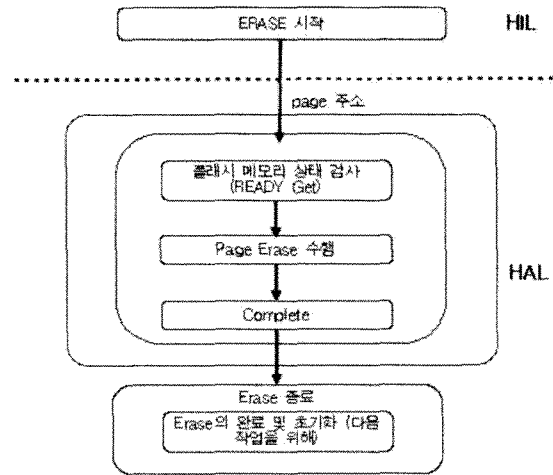 ERASE 시작
HIL
page 주소
플래시 메모리 상태 검사
(READY Get)
Page Erase 수행
HAL
Complete
Erase 종료
Erase의 완료 및 초기화 (다음
작업을 위해)